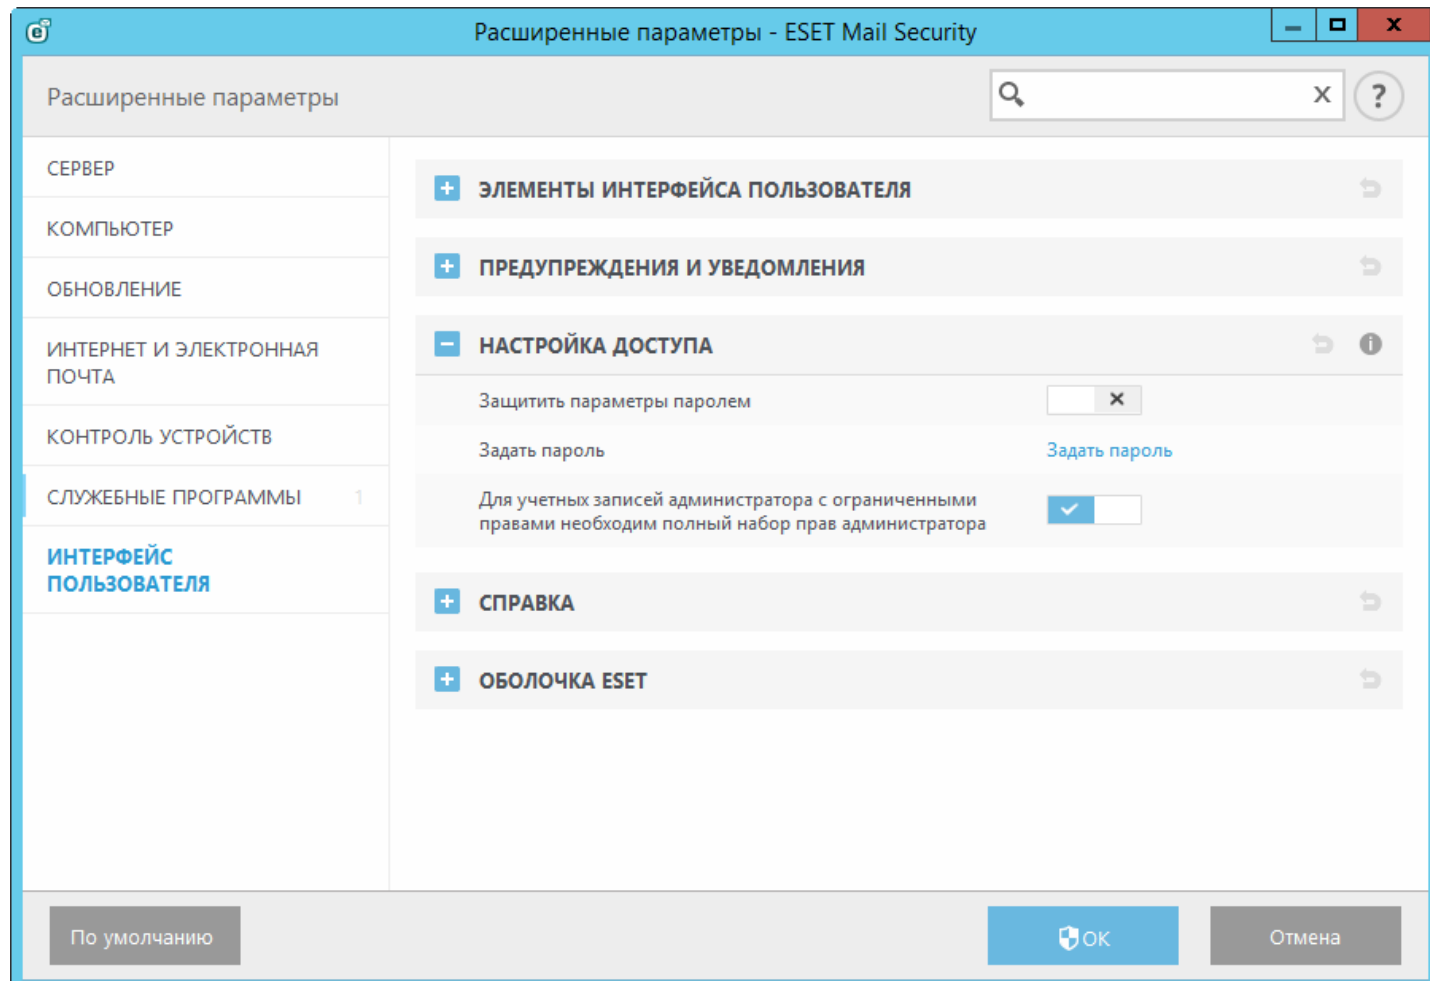 Расширенные параметры - ESET Mail Security
Расширенные параметры
СЕРВЕР
КОМПЬЮТЕР
ОБНОВЛЕНИЕ
ИНТЕРНЕТ И ЭЛЕКТРОННАЯ
ПОЧТА
КОНТРОЛЬ УСТРОЙСТВ
СЛУЖЕБНЫЕ ПРОГРАММЫ 1
ИНТЕРФЕЙС
ПОЛЬЗОВАТЕЛЯ
ЭЛЕМЕНТЫ ИНТЕРФЕЙСА ПОЛЬЗОВАТЕЛЯ
ПРЕДУПРЕЖДЕНИЯ И УВЕДОМЛЕНИЯ
НАСТРОЙКА ДОСТУПА
Защитить параметры паролем
Задать пароль Задать пароль
Для учетных записей администратора с ограниченными
правами необходим полный набор прав администратора
СПРАВКА
ОБОЛОЧКА ESET
По умолчанию OK Отмена